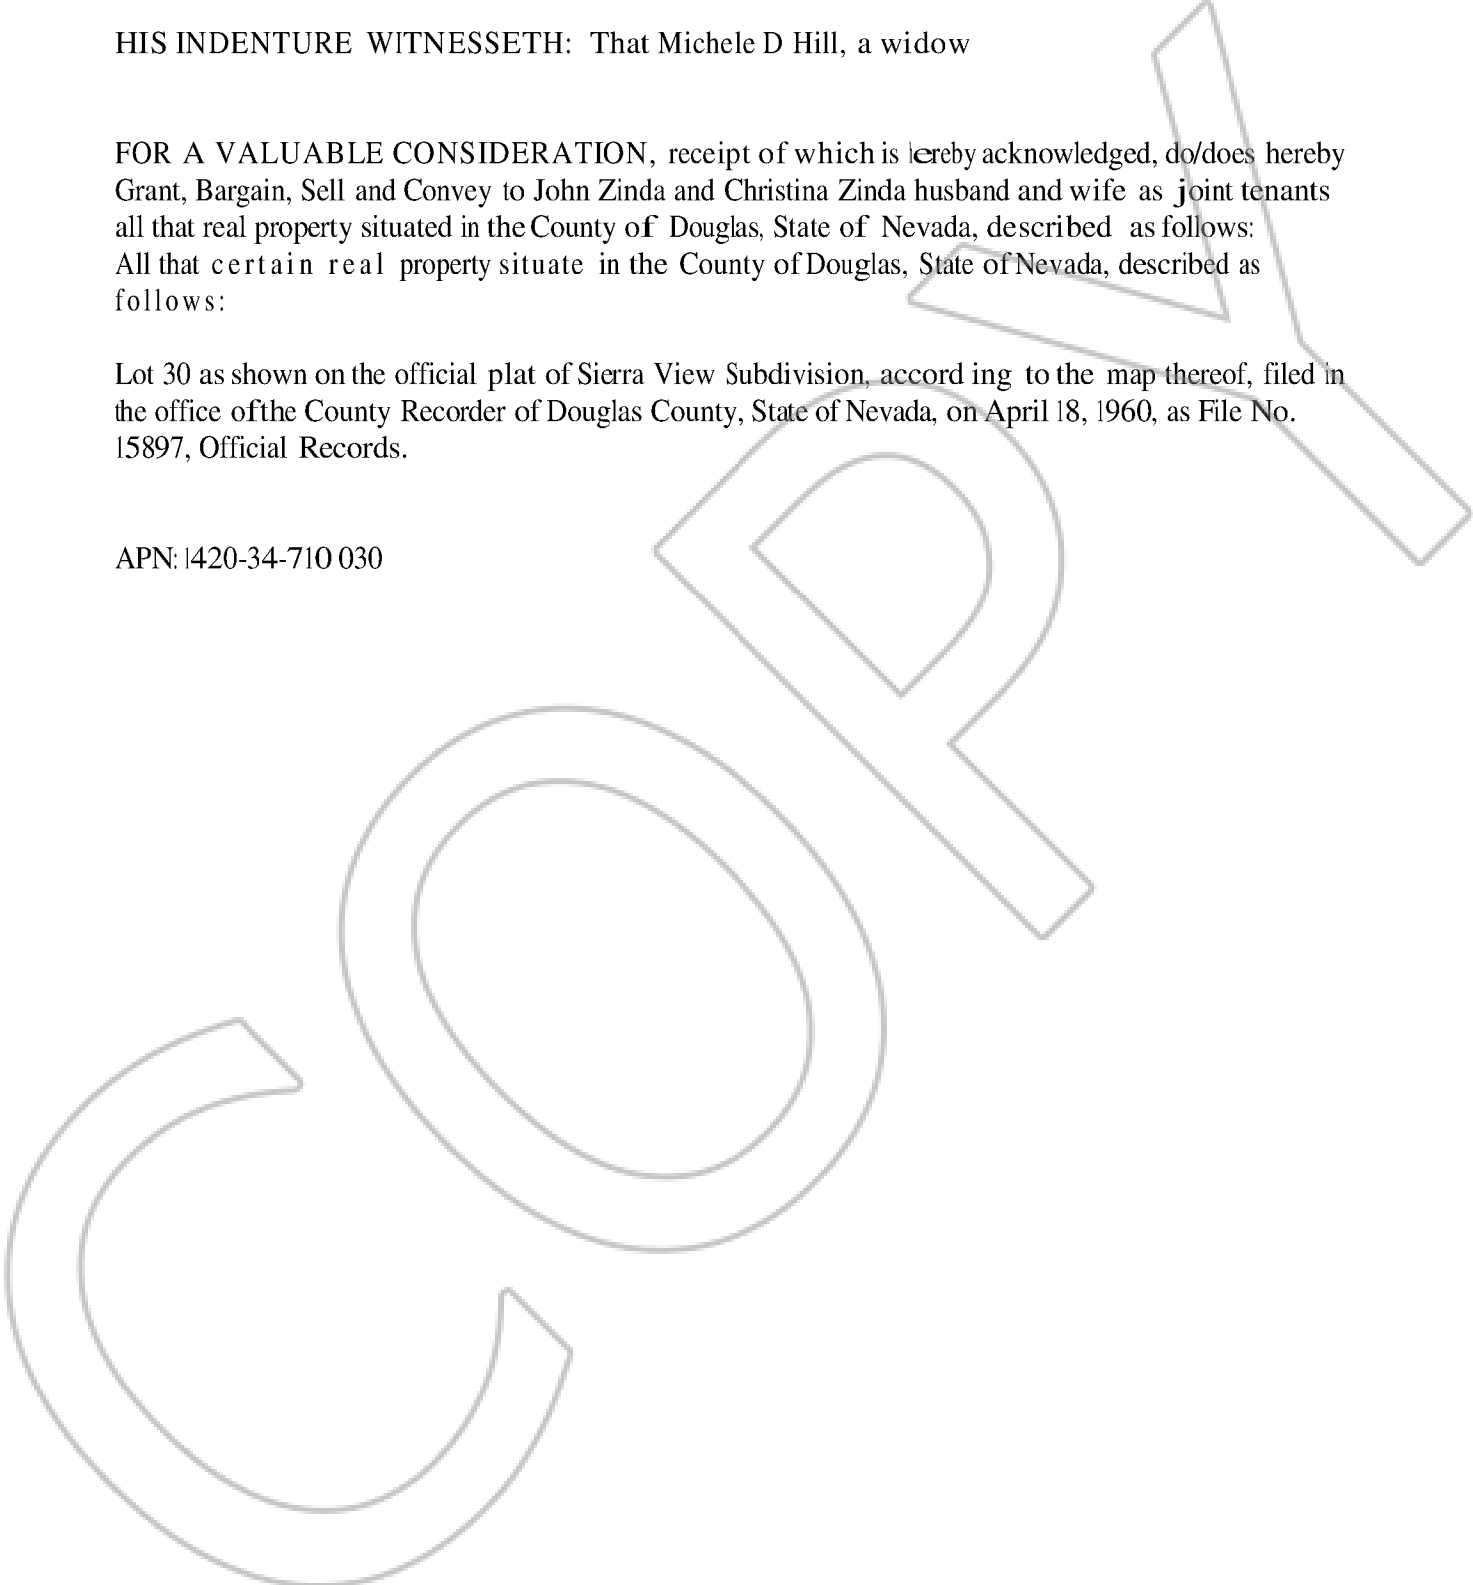 HIS INDENTURE WITNESSETH: That Michele D Hill, a widow
FOR A VALUABLE CONSIDERATION, receipt of which is lereby acknowledged, do/does hereby
Grant, Bargain, Sell and Convey to John Zinda and Christina Zinda husband and wife as joint tenants
all that real property situated in the County of Douglas, State of Nevada, described as follows:
All that certain real property situate in the County of Douglas, State of Nevada, described as
follows:
Lot 30 as shown on the official plat of Sierra View Subdivision, accord ing to the map thereof, filed in
the office ofthe County Recorder of Douglas County, State of Nevada, on April 18, 1960, as File No.
15897, Official Records.
APN: 1420-34-710 030
COPY